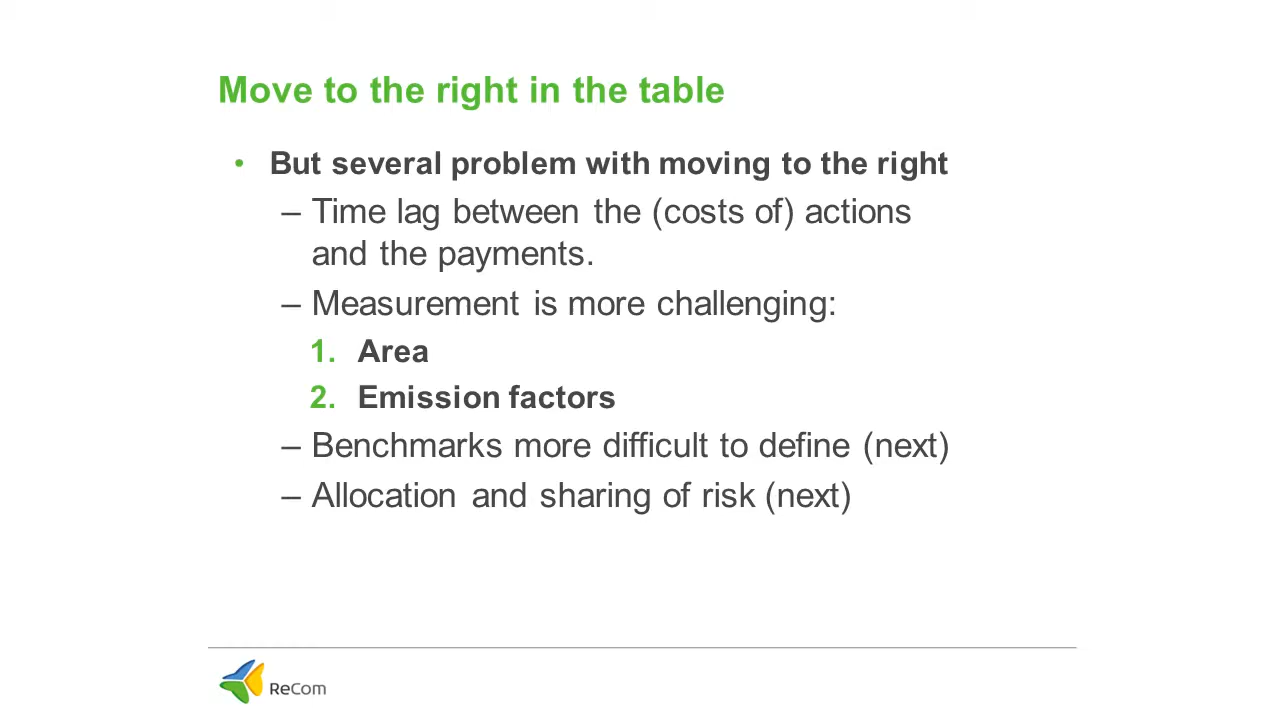 Move to the right in the table
• But several problem with moving to the right
– Time lag between the (costs of) actions
and the payments.
– Measurement is more challenging:
1. Area
2. Emission factors
– Benchmarks more difficult to define (next)
– Allocation and sharing of risk (next)
ReCom